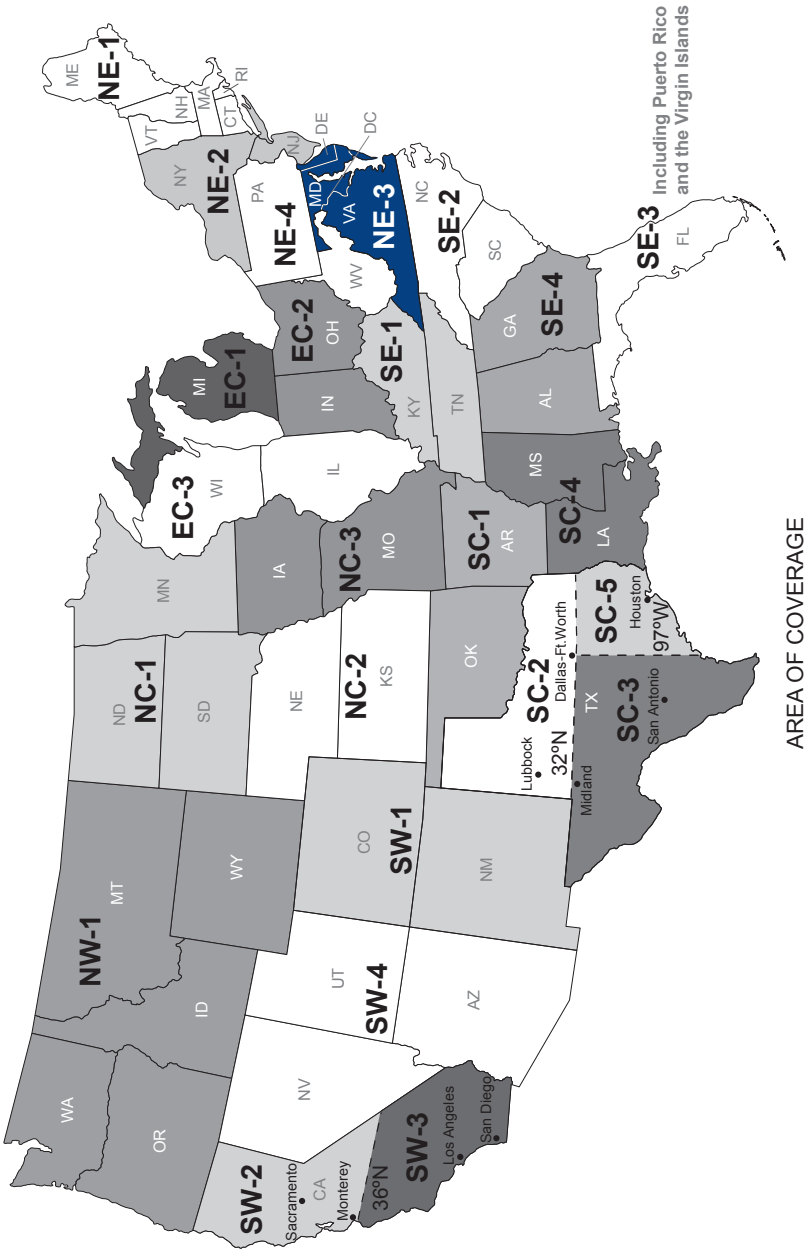 WA
OR
ID
NW-1
MT
WY
ND
NC-1
SD
MN
NE
NC-2
KS
IA
NC-3
MO
EC-3
WI
IL
MI
EC-1
IN
EC-2
OH
SE-1
KY
TN
NV
UT
SW-4
AZ
CO
SW-1
NM
SW-2
Sacramento
CA
Monterey
36ºN
SW-3
Los Angeles
San Diego
OK
SC-1
AR
Lubbock
SC-2
32ºN
Dallas-Ft.Worth
Midland
TX
SC-3
San Antonio
SC-5
Houston
97ºW
SC-4
MS
LA
AL
GA
SE-4
SE-3
FL
Including Puerto Rico
and the Virgin Islands
SE-2
NC
SC
WV
NE-3
VA
MD
DE
DC
NE-4
PA
NJ
NE-2
NY
NE-1
ME
VT
NH
MA
CT
RI
AREA OF COVERAGE